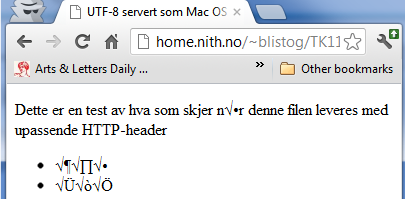 UTF-8 servert som Mac OS
home.nith.no/~blistog/TK11
Arts & Letters Daily ... » Other bookmarks
Dette er en test av hva som skjer n√•r denne filen leveres med
upassende HTTP-header
• √¶√∏√•
• √Ü√ò√Ö